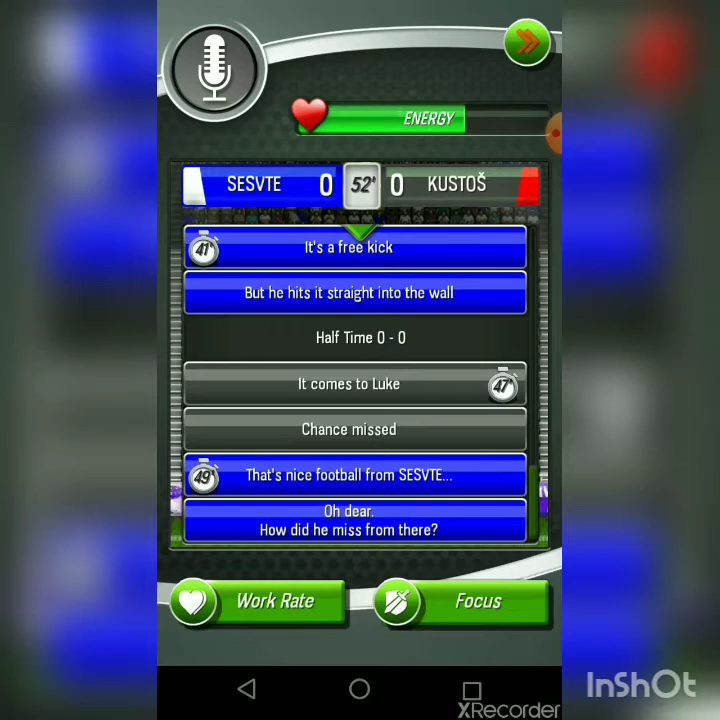 ENERGY
SESVTE 0 52' 0 KUSTOŠ
41' It's a free kick
But he hits it straight into the wall
Half Time 0 - 0
It comes to Luke 47'
Chance missed
49' That's nice football from SESVTE...
Oh dear.
How did he miss from there?
Work Rate
Focus
InShOt
XRecorder